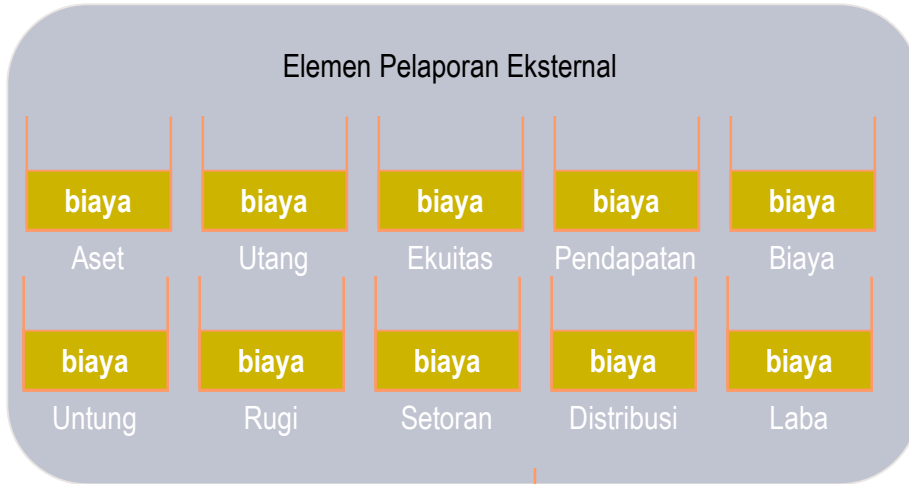 Elemen Pelaporan Eksternal
biaya biaya biaya biaya biaya
Aset Utang Ekuitas Pendapatan Biaya
biaya biaya biaya biaya biaya
Untung Rugi Setoran Distribusi Laba